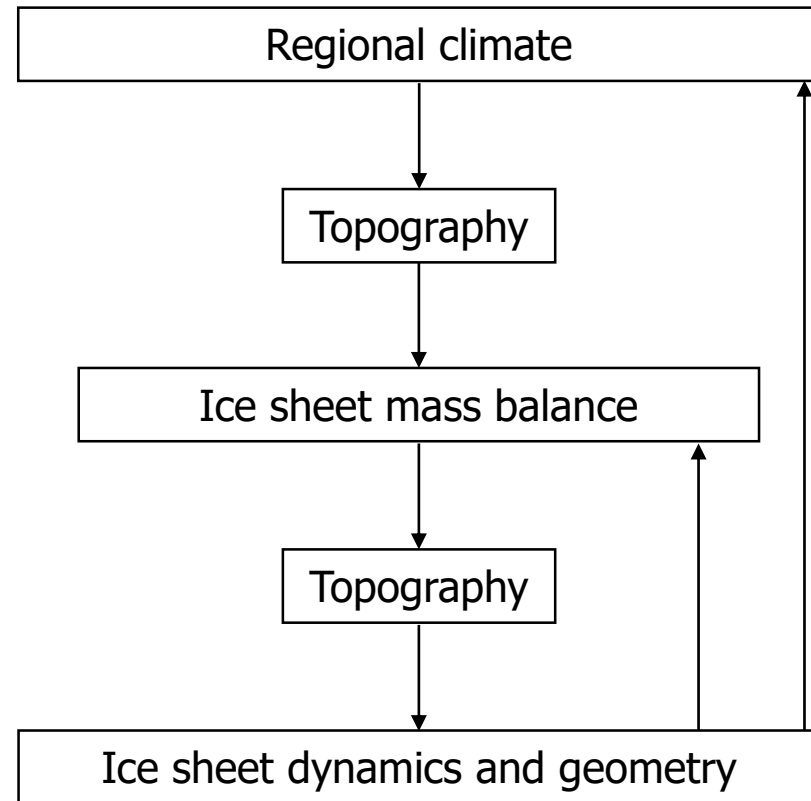 Regional climate
Topography
Ice sheet mass balance
Topography
Ice sheet dynamics and geometry